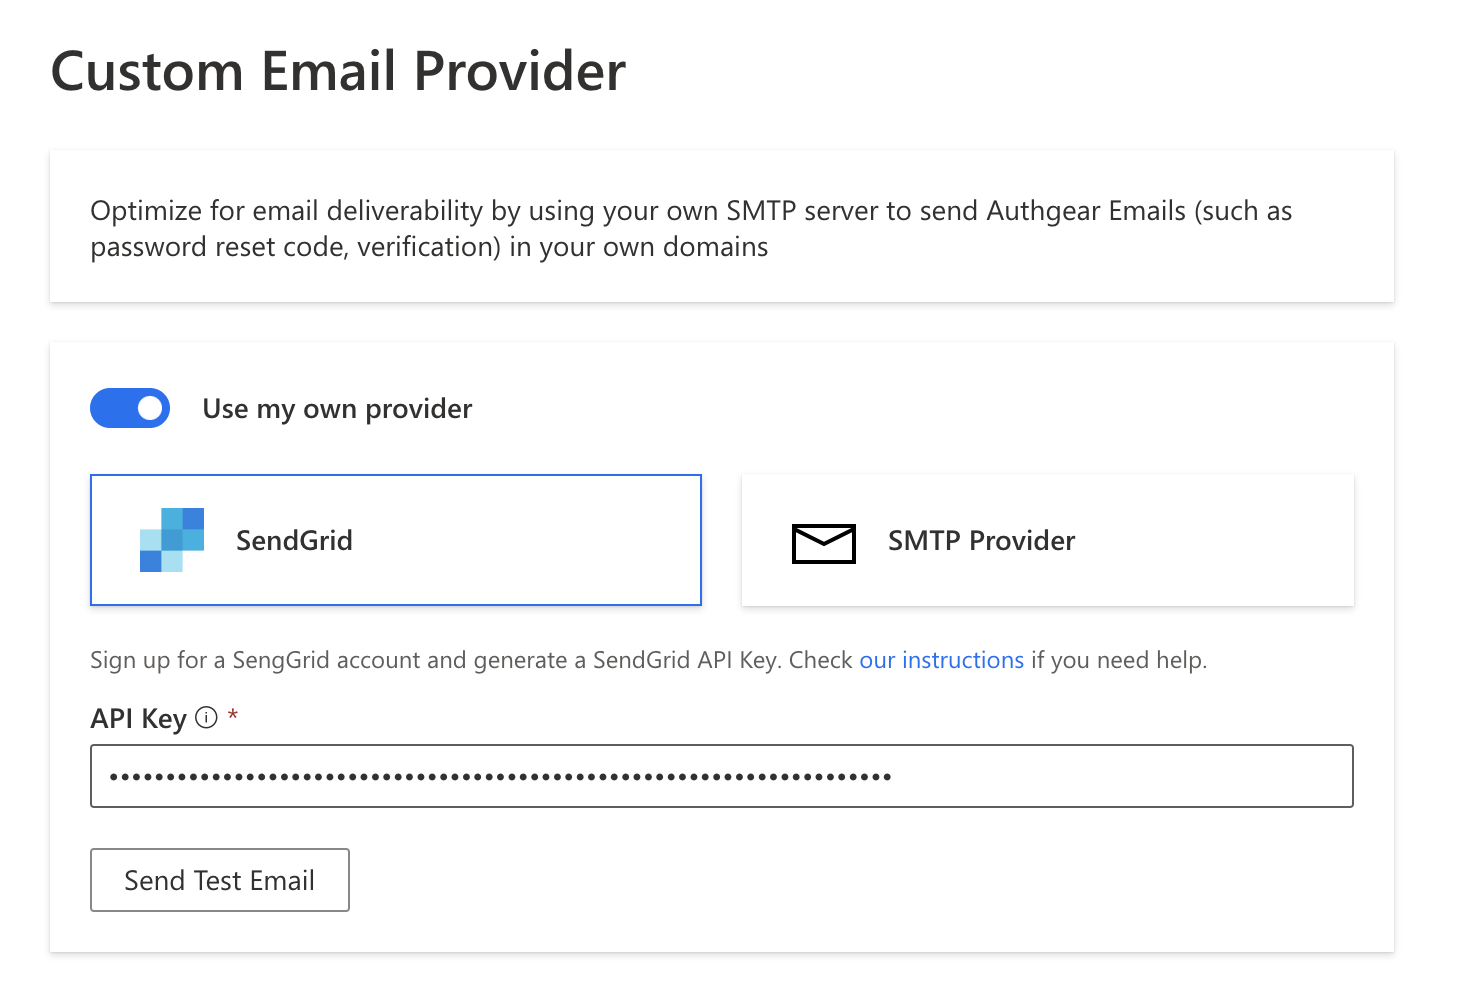 Custom Email Provider
Optimize for email deliverability by using your own SMTP server to send Authgear Emails (such as
password reset code, verification) in your own domains
Use my own provider
SendGrid
SMTP Provider
Sign up for a SengGrid account and generate a SendGrid API Key. Check our instructions if you need help.
API Key ⓘ *
Send Test Email